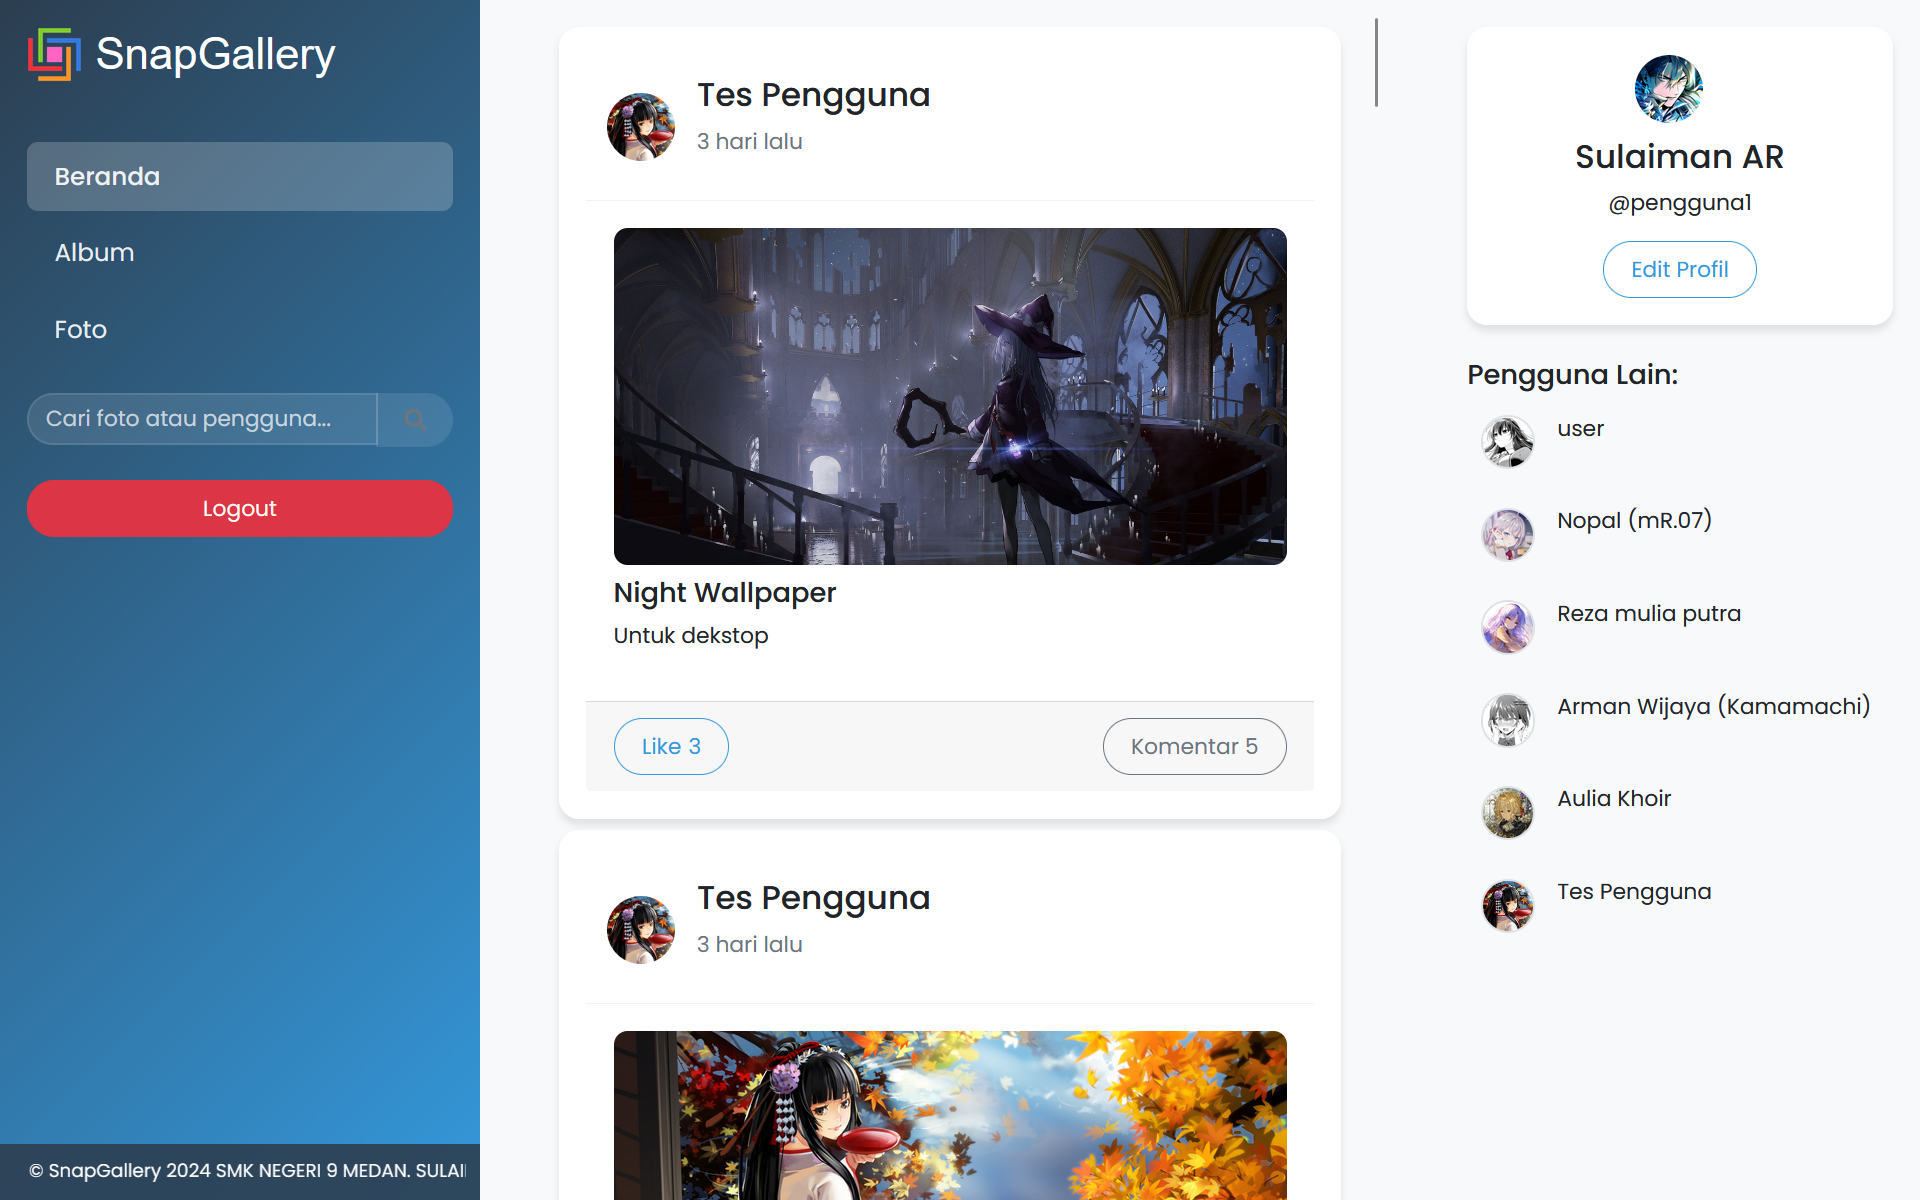 SnapGallery
Beranda
Album
Foto
Cari foto atau pengguna...
Logout
© SnapGallery 2024 SMK NEGERI 9 MEDAN.
Tes Pengguna
3 hari lalu
Night Wallpaper
Untuk dekstop
Like 3
Komentar 5
Tes Pengguna
3 hari lalu
Sulaiman AR
@pengguna1
Edit Profil
Pengguna Lain:
user
Nopal (mR.07)
Reza mulia putra
Arman Wijaya (Kamamachi)
Aulia Khoir
Tes Pengguna